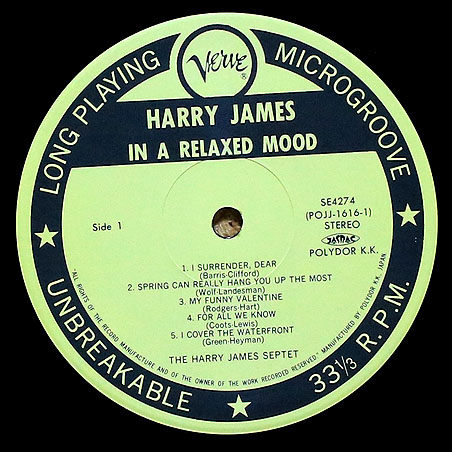 LONG PLAYING
Verve
®
MICROGROOVE
HARRY JAMES
IN A RELAXED MOOD
Side 1
SE4274
(POJJ-1616-1)
STEREO
JASRAC
POLYDOR K.K.
1. I SURRENDER, DEAR
(Barris-Clifford)
2. SPRING CAN REALLY HANG YOU UP THE MOST
(Wolf-Landesman)
3. MY FUNNY VALENTINE
(Rodgers-Hart)
4. FOR ALL WE KNOW
(Coots-Lewis)
5. I COVER THE WATERFRONT
(Green-Heyman)
THE HARRY JAMES SEPTET
"ALL RIGHTS OF THE RECORD MANUFACTURE AND OF THE OWNER OF THE WORK RECORDED RESERVED." MANUFACTURED BY POLYDOR K.K. JAPAN
UNBREAKABLE
33⅓ R.P.M.